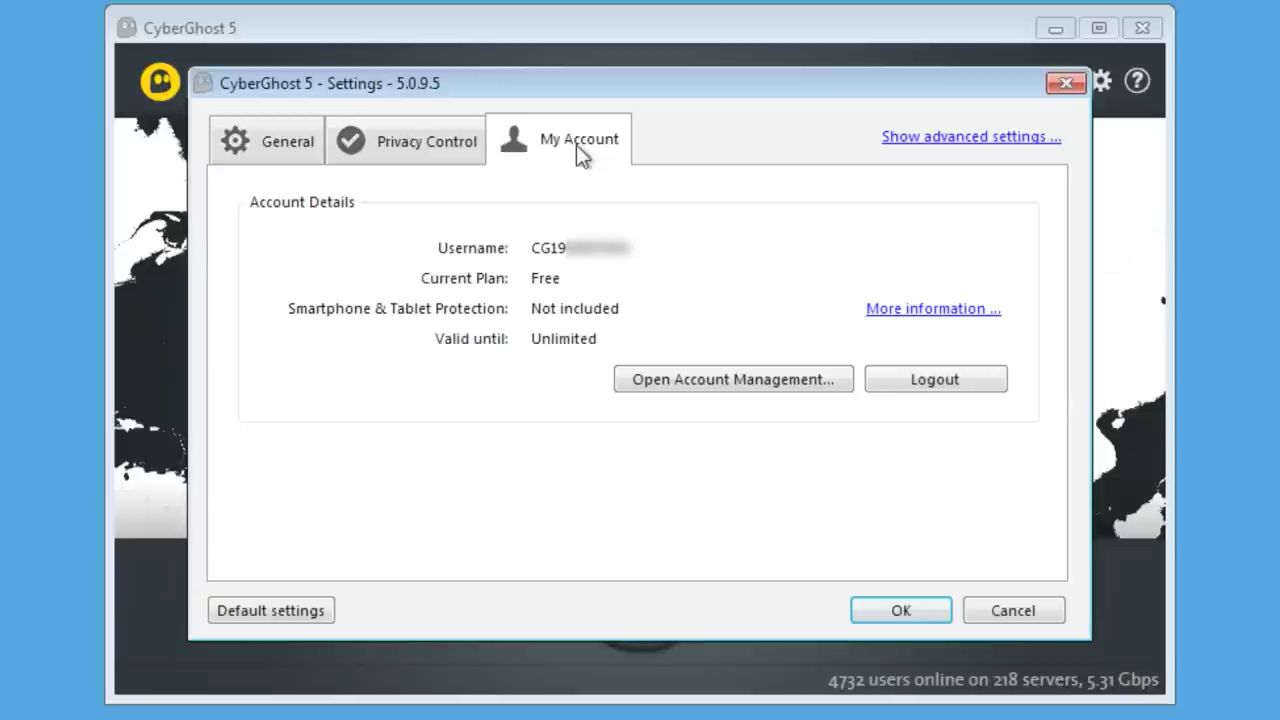 CyberGhost 5
CyberGhost 5 - Settings - 5.0.9.5
General
Privacy Control
My Account
Show advanced settings ...
Account Details
Username: CG19
Current Plan: Free
Smartphone & Tablet Protection: Not included
More information ...
Valid until: Unlimited
Open Account Management...
Logout
Default settings
OK
Cancel
4732 users online on 218 servers, 5.31 Gbps